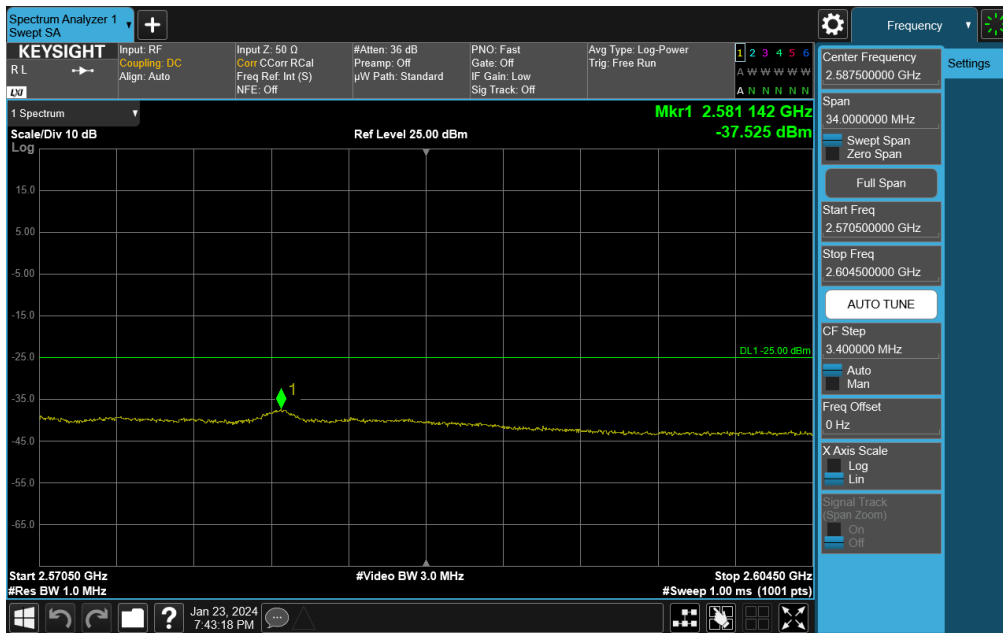 Spectrum Analyzer 1
Swept SA
+
Frequency
KEYSIGHT
R L
LXI
Input: RF
Coupling: DC
Align: Auto
Input Z: 50 Ω
Corr CCorr RCal
Freq Ref: Int (S)
NFE: Off
#Atten: 36 dB
Preamp: Off
µW Path: Standard
PNO: Fast
Gate: Off
IF Gain: Low
Sig Track: Off
Avg Type: Log-Power
Trig: Free Run
1 2 3 4 5 6
A W W W W W
A N N N N N
1 Spectrum
Scale/Div 10 dB
Log
Ref Level 25.00 dBm
Mkr1 2.581 142 GHz
-37.525 dBm
15.0
5.00
-5.00
-15.0
-25.0
-35.0
-45.0
-55.0
-65.0
DL1 -25.00 dBm
1
Start 2.57050 GHz
#Res BW 1.0 MHz
#Video BW 3.0 MHz
Stop 2.60450 GHz
#Sweep 1.00 ms (1001 pts)
Center Frequency
2.587500000 GHz
Settings
Span
34.0000000 MHz
Swept Span
Zero Span
Full Span
Start Freq
2.570500000 GHz
Stop Freq
2.604500000 GHz
AUTO TUNE
CF Step
3.400000 MHz
Auto
Man
Freq Offset
0 Hz
X Axis Scale
Log
Lin
Signal Track
(Span Zoom)
On
Off
?
Jan 23, 2024
7:43:18 PM